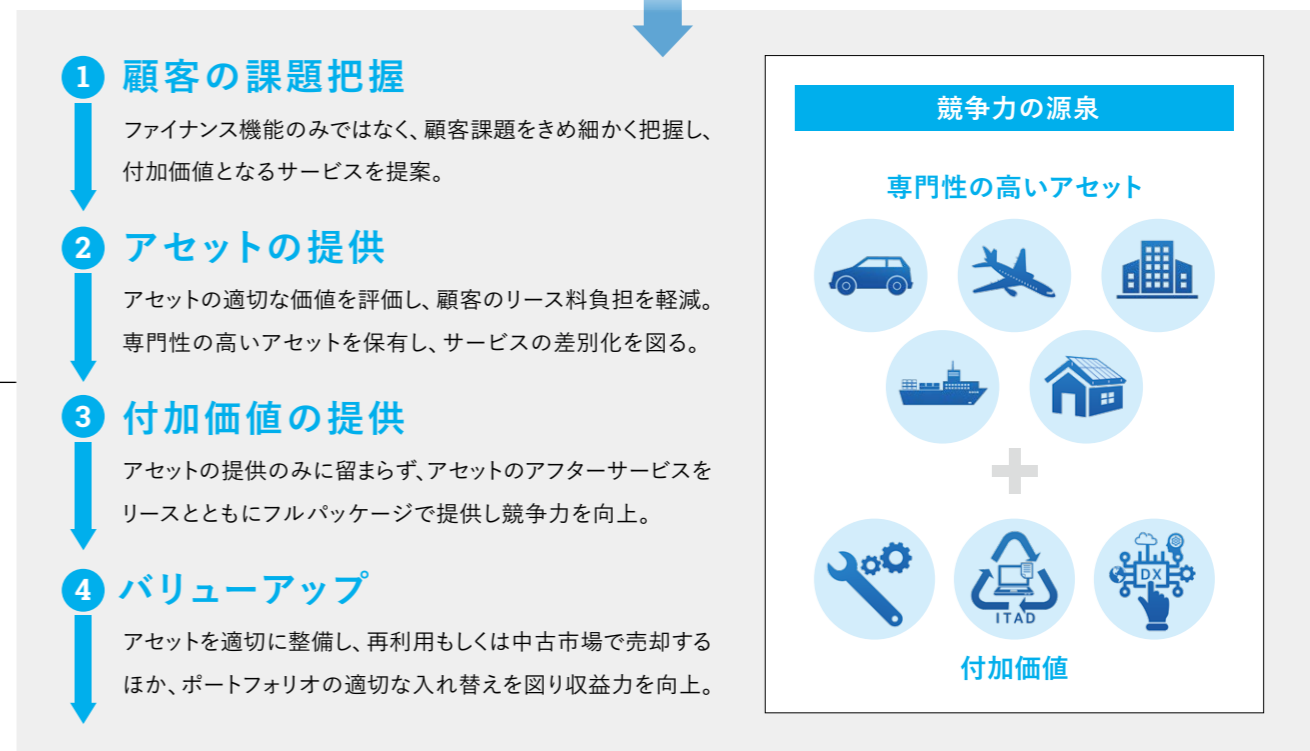 1 顧客の課題把握
ファイナンス機能のみではなく、顧客課題をきめ細かく把握し、
付加価値となるサービスを提案。
2 アセットの提供
アセットの適切な価値を評価し、顧客のリース料負担を軽減。
専門性の高いアセットを保有し、サービスの差別化を図る。
3 付加価値の提供
アセットの提供のみに留まらず、アセットのアフターサービスを
リースとともにフルパッケージで提供し競争力を向上。
4 バリューアップ
アセットを適切に整備し、再利用もしくは中古市場で売却する
ほか、ポートフォリオの適切な入れ替えを図り収益力を向上。
競争力の源泉
専門性の高いアセット
ITAD
DX
付加価値